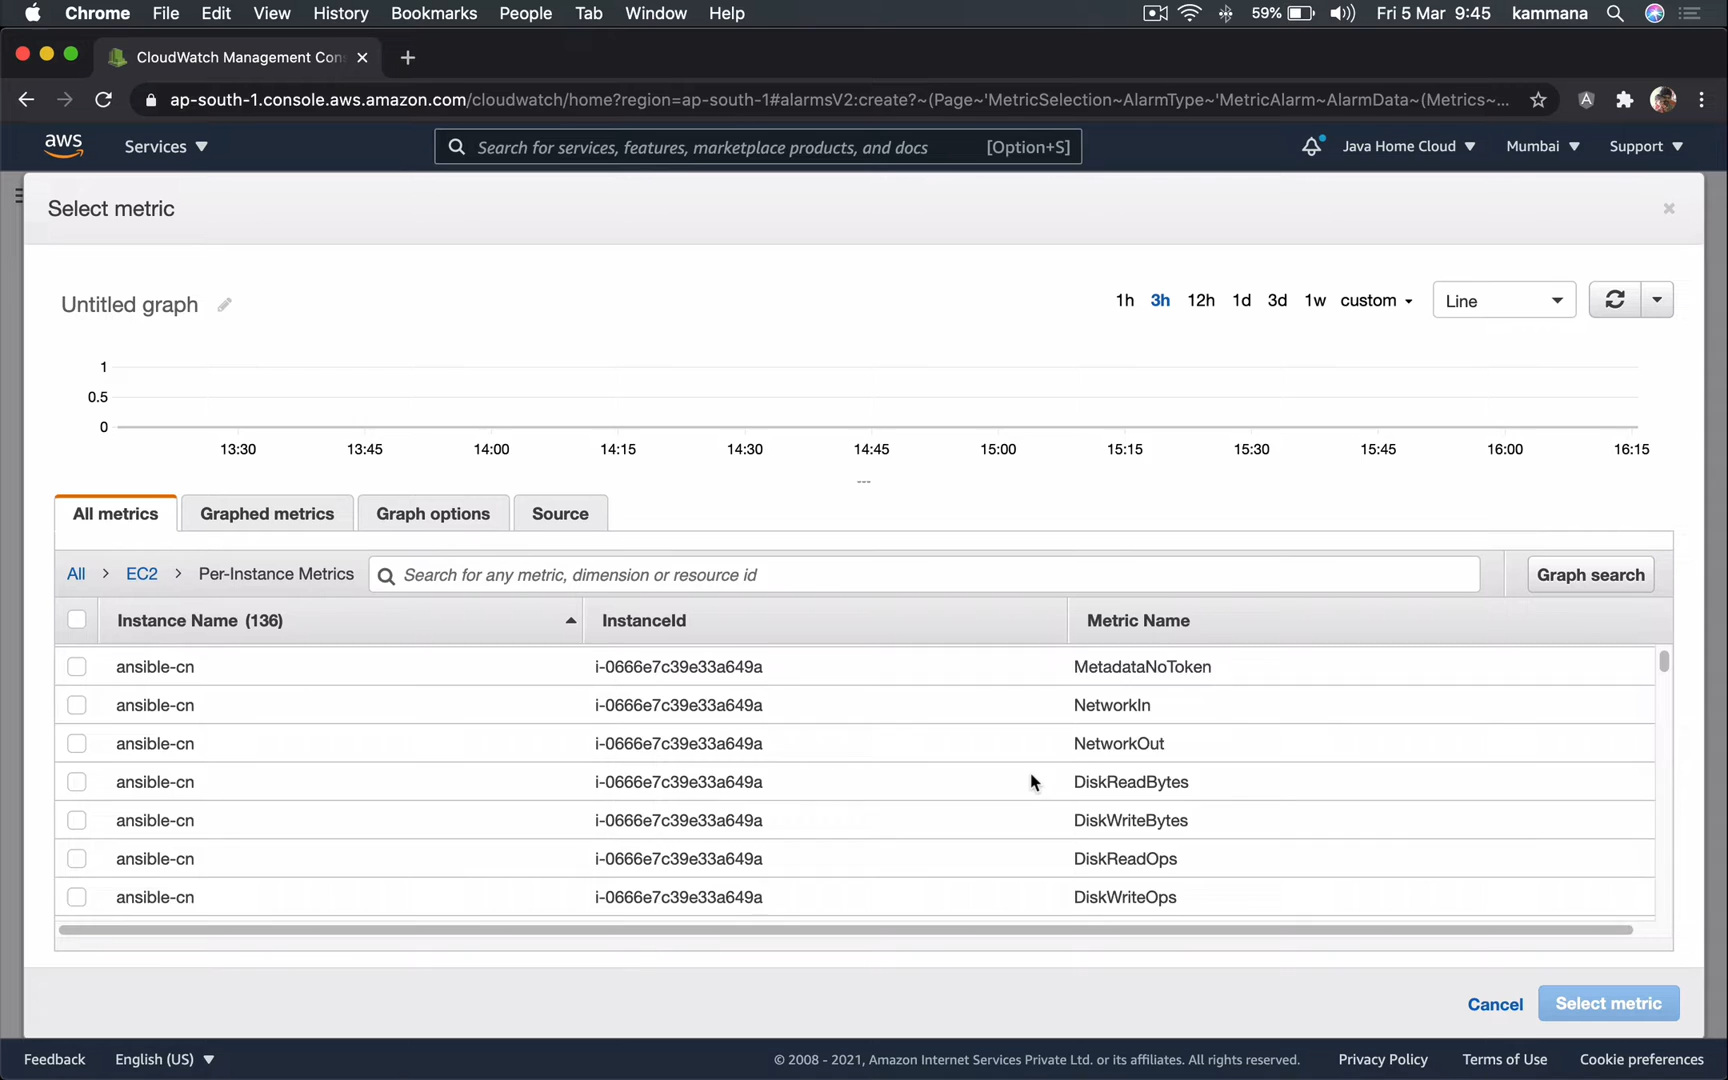 Chrome File Edit View History Bookmarks People Tab Window Help 59% Fri 5 Mar 9:45 kammana
CloudWatch Management Con
ap-south-1.console.aws.amazon.com/cloudwatch/home?region=ap-south-1#alarmsV2:create?~(Page~'MetricSelection~AlarmType~'MetricAlarm~AlarmData~(Metrics~...
aws Services Search for services, features, marketplace products, and docs [Option+S] Java Home Cloud Mumbai Support
Select metric
Untitled graph 1h 3h 12h 1d 3d 1w custom Line
1
0.5
0
13:30 13:45 14:00 14:15 14:30 14:45 15:00 15:15 15:30 15:45 16:00 16:15
---
All metrics Graphed metrics Graph options Source
All > EC2 > Per-Instance Metrics Search for any metric, dimension or resource id Graph search
Instance Name (136) InstanceId Metric Name
ansible-cn i-0666e7c39e33a649a MetadataNoToken
ansible-cn i-0666e7c39e33a649a NetworkIn
ansible-cn i-0666e7c39e33a649a NetworkOut
ansible-cn i-0666e7c39e33a649a DiskReadBytes
ansible-cn i-0666e7c39e33a649a DiskWriteBytes
ansible-cn i-0666e7c39e33a649a DiskReadOps
ansible-cn i-0666e7c39e33a649a DiskWriteOps
Cancel Select metric
Feedback English (US) © 2008 - 2021, Amazon Internet Services Private Ltd. or its affiliates. All rights reserved. Privacy Policy Terms of Use Cookie preferences